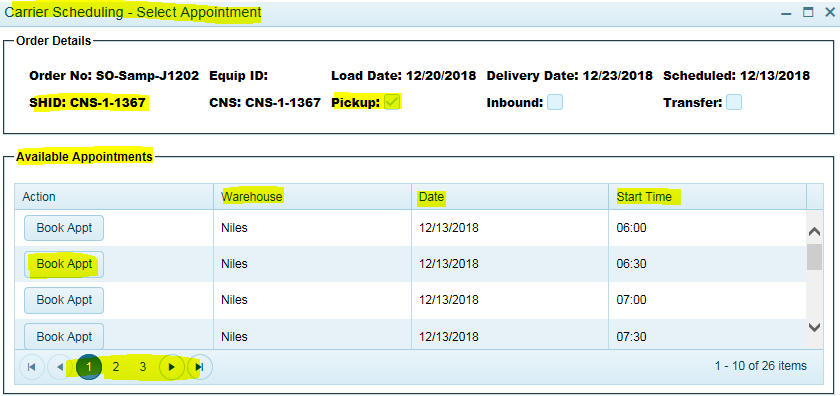 Carrier Scheduling - Select Appointment
Order Details
Order No: SO-Samp-J1202 Equip ID: Load Date: 12/20/2018 Delivery Date: 12/23/2018 Scheduled: 12/13/2018
SHID: CNS-1-1367 CNS: CNS-1-1367 Pickup: Inbound: Transfer:
Available Appointments
Action Warehouse Date Start Time
Book Appt Niles 12/13/2018 06:00
Book Appt Niles 12/13/2018 06:30
Book Appt Niles 12/13/2018 07:00
Book Appt Niles 12/13/2018 07:30
1 2 3 1 - 10 of 26 items